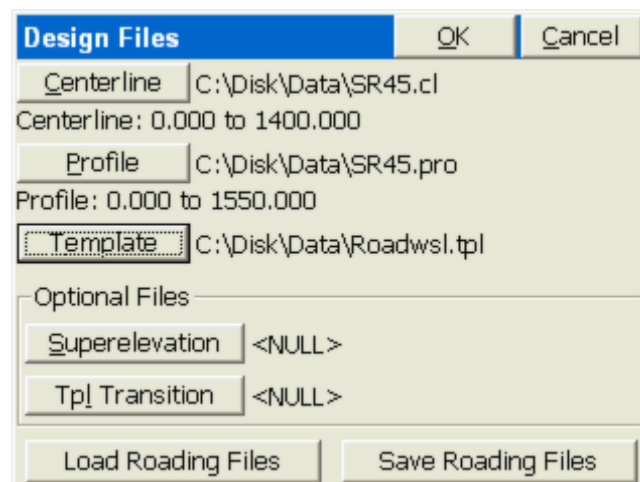 Design Files OK Cancel
Centerline C:\Disk\Data\SR45.cl
Centerline: 0.000 to 1400.000
Profile C:\Disk\Data\SR45.pro
Profile: 0.000 to 1550.000
Template C:\Disk\Data\Roadwsl.tpl
Optional Files
Superelevation <NULL>
Tpl Transition <NULL>
Load Roading Files Save Roading Files